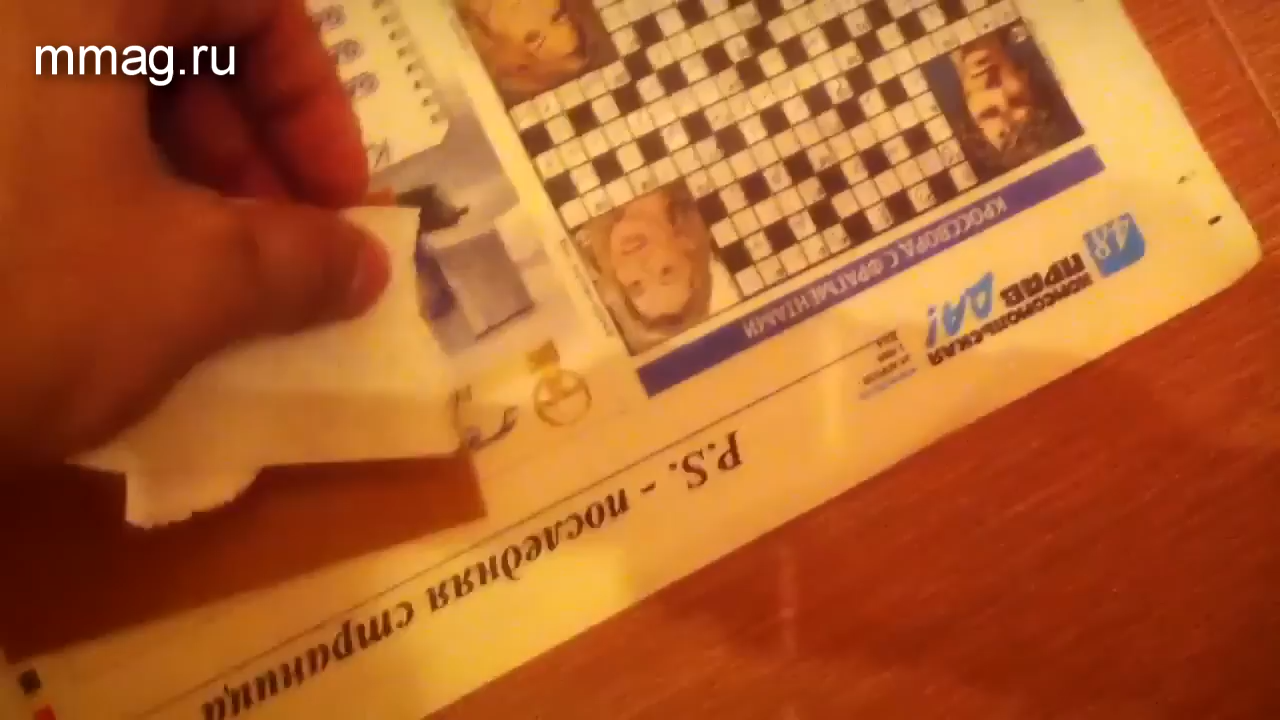 mmag.ru
48
КОМСОМОЛЬСКАЯ
ПРАВДА!
КРОССВОРД С ФРАГМЕНТАМИ
P.S. - последняя страница